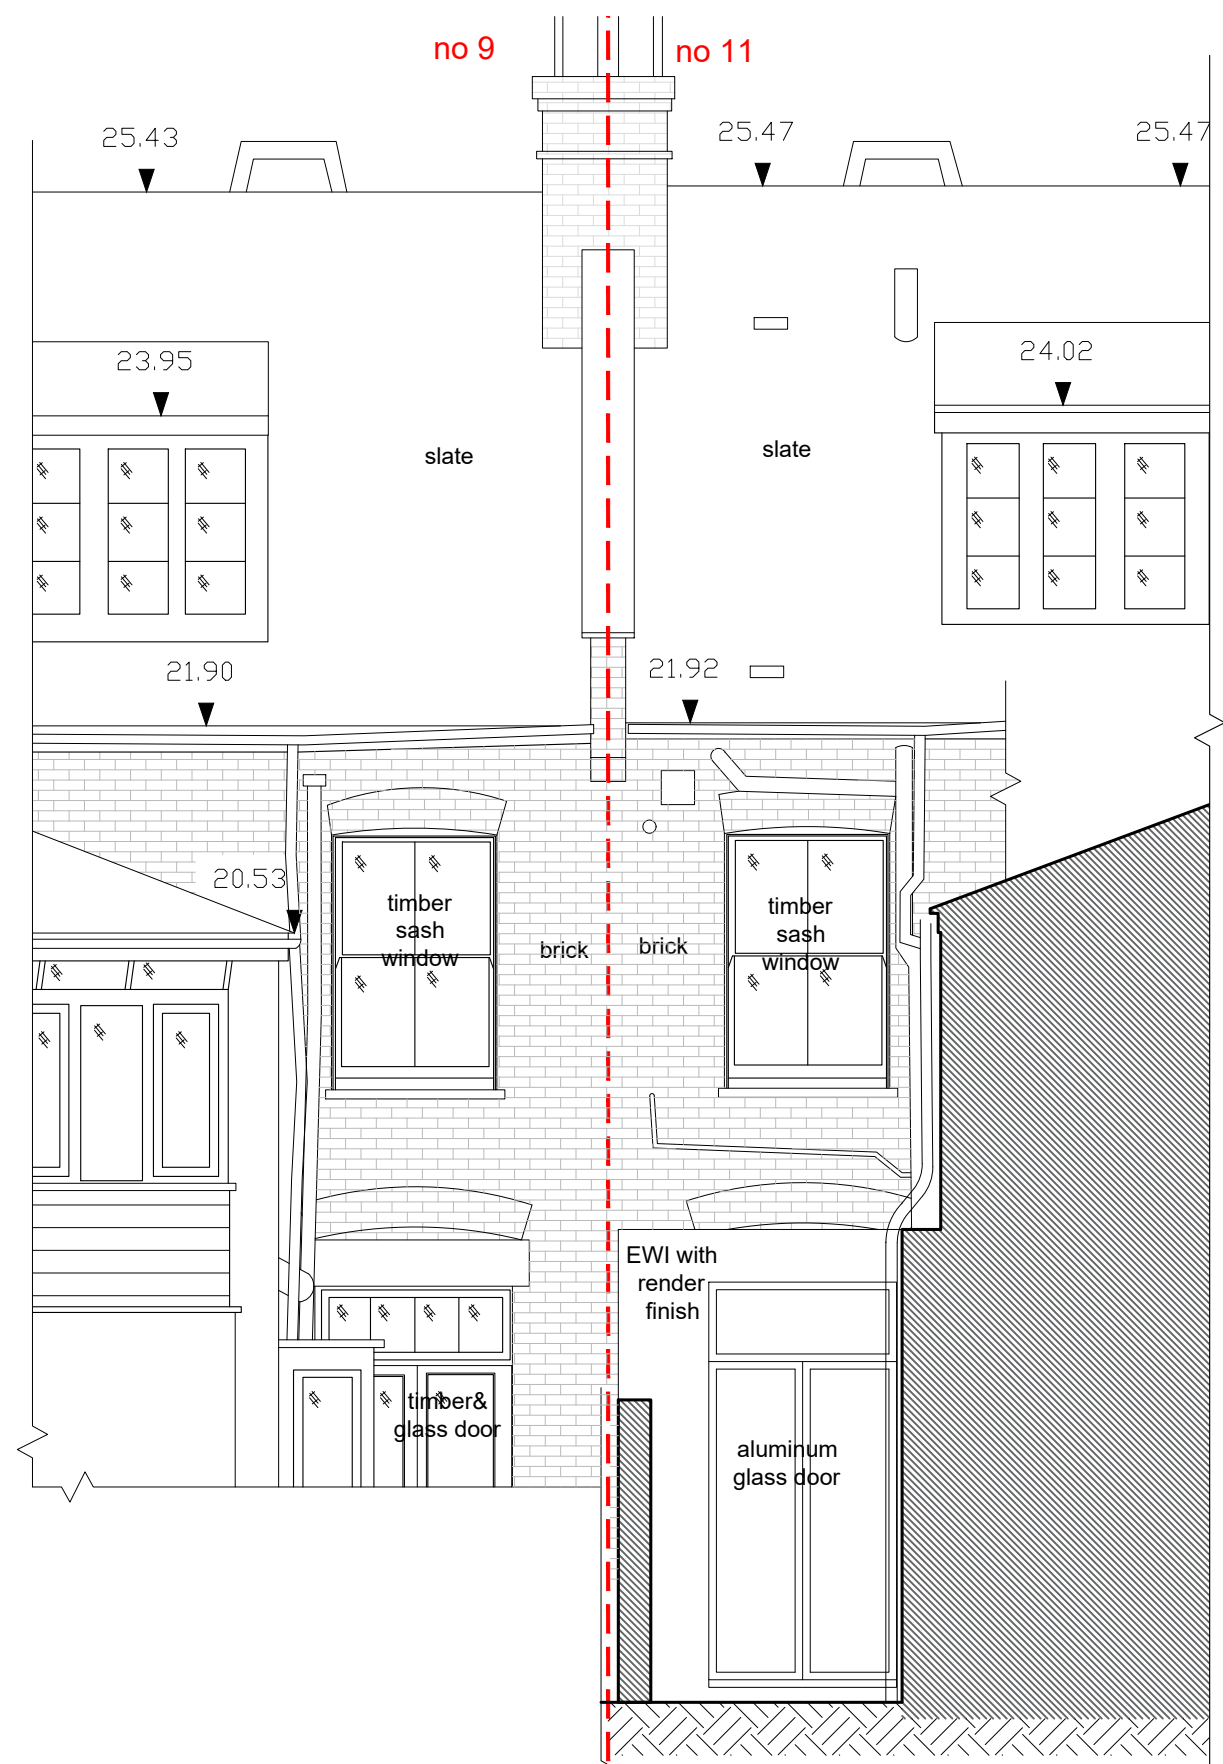 no 9
no 11
25.43
25.47
25.47
23.95
24.02
slate
slate
21.90
21.92
20.53
timber
sash
window
timber
sash
window
brick
brick
EWI with
render
finish
timber&
glass door
aluminum
glass door